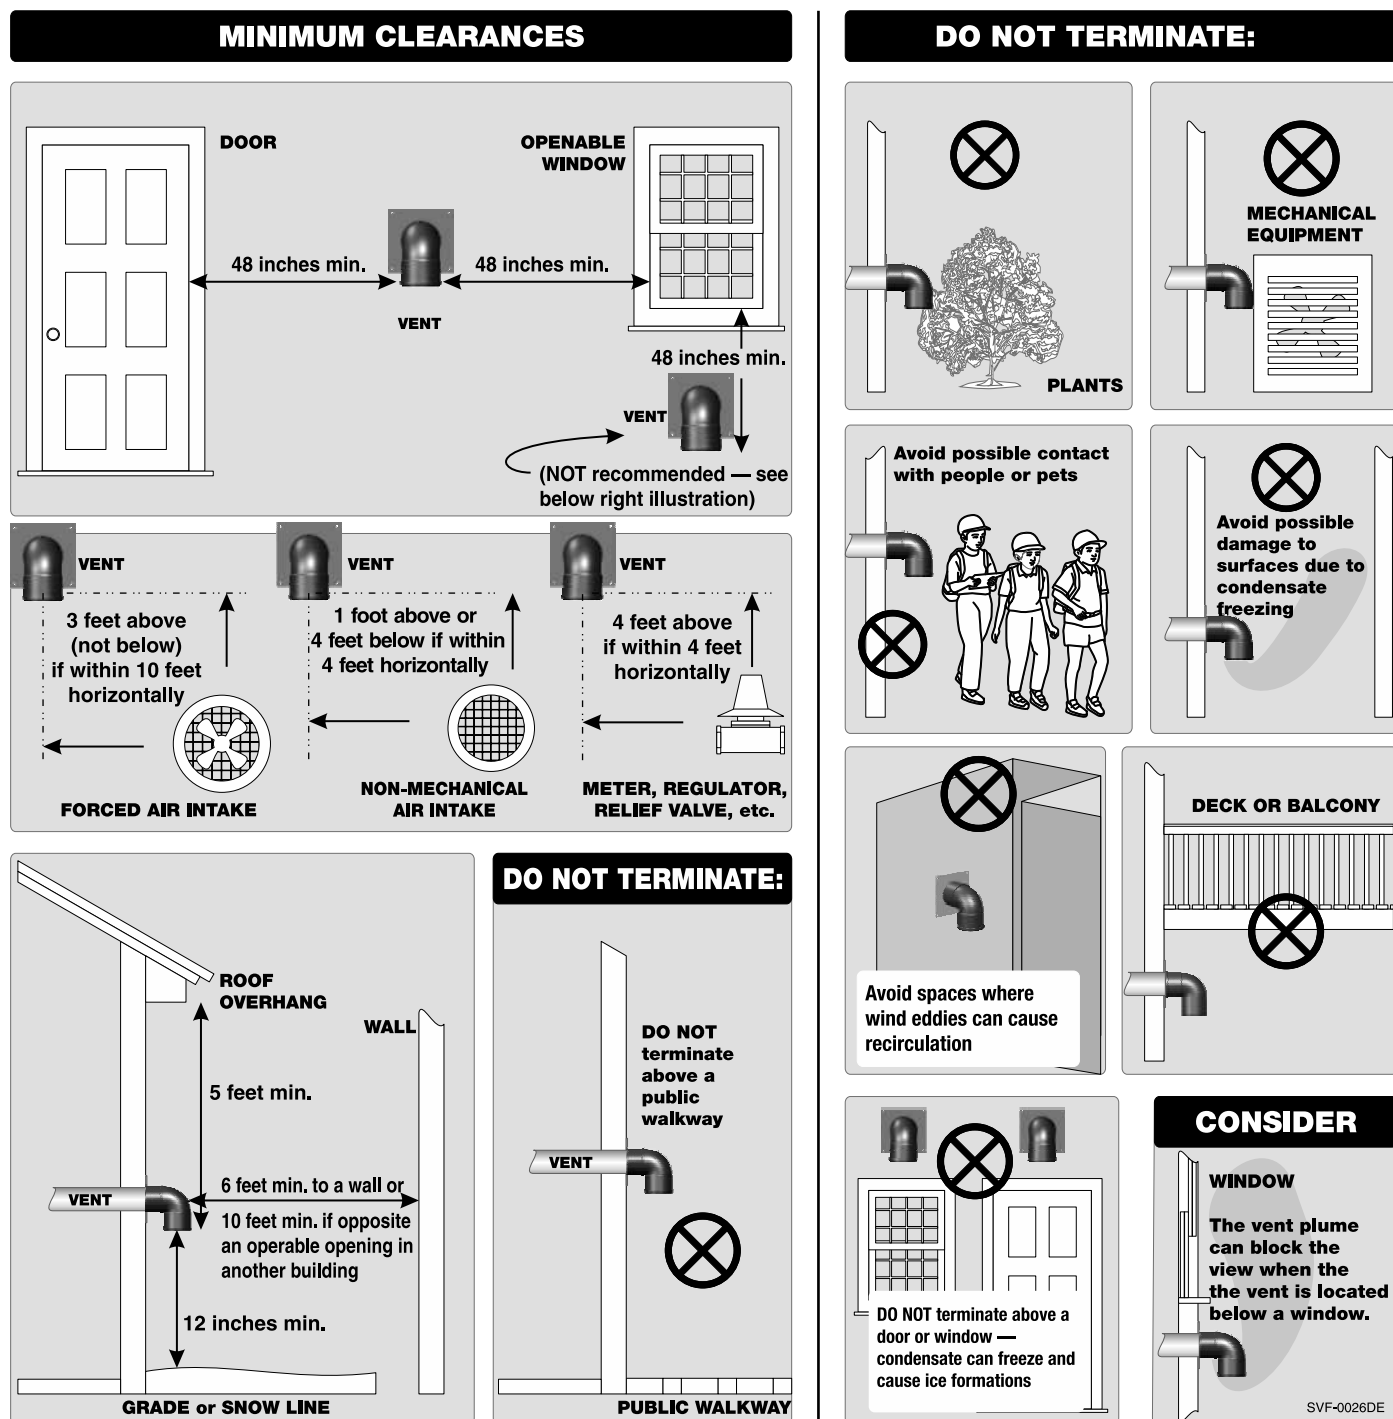 MINIMUM CLEARANCES
DOOR
OPENABLE
WINDOW
48 inches min.
48 inches min.
VENT
48 inches min.
VENT
(NOT recommended — see
below right illustration)
VENT
3 feet above
(not below)
if within 10 feet
horizontally
FORCED AIR INTAKE
VENT
1 foot above or
4 feet below if within
4 feet horizontally
NON-MECHANICAL
AIR INTAKE
VENT
4 feet above
if within 4 feet
horizontally
METER, REGULATOR,
RELIEF VALVE, etc.
ROOF
OVERHANG
WALL
5 feet min.
VENT
6 feet min. to a wall or
10 feet min. if opposite
an operable opening in
another building
12 inches min.
GRADE or SNOW LINE
DO NOT TERMINATE:
DO NOT
terminate
above a
public
walkway
VENT
PUBLIC WALKWAY
DO NOT TERMINATE:
PLANTS
MECHANICAL
EQUIPMENT
Avoid possible contact
with people or pets
Avoid possible
damage to
surfaces due to
condensate
freezing
Avoid spaces where
wind eddies can cause
recirculation
DECK OR BALCONY
DO NOT terminate above a
door or window —
condensate can freeze and
cause ice formations
CONSIDER
WINDOW
The vent plume
can block the
view when the
the vent is located
below a window.
SVF-0026DE